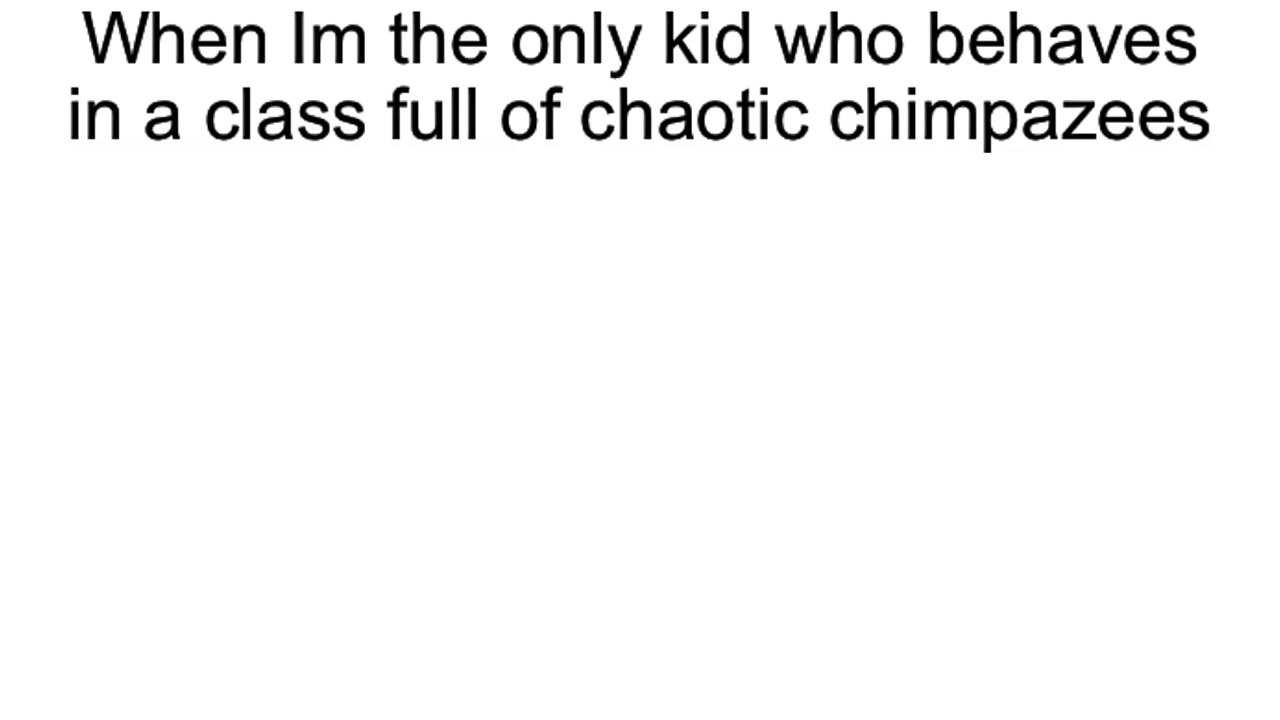 When Im the only kid who behaves
in a class full of chaotic chimpazees